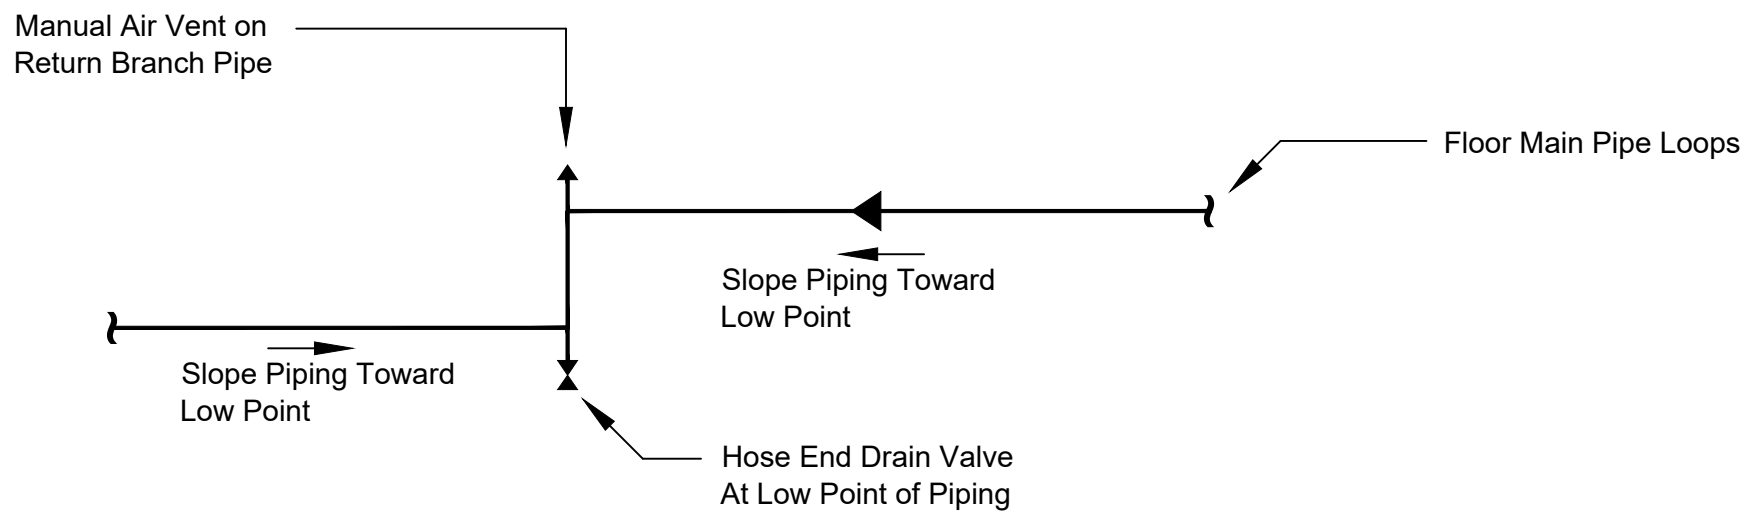 Manual Air Vent on
Return Branch Pipe
Floor Main Pipe Loops
Slope Piping Toward
Low Point
Slope Piping Toward
Low Point
Hose End Drain Valve
At Low Point of Piping